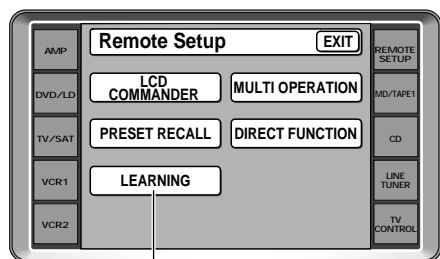 Remote Setup
EXIT
AMP
DVD/LD
TV/SAT
VCR1
VCR2
LCD
COMMANDER
MULTI OPERATION
PRESET RECALL
DIRECT FUNCTION
LEARNING
REMOTE
SETUP
MD/TAPE1
CD
LINE
TUNER
TV
CONTROL